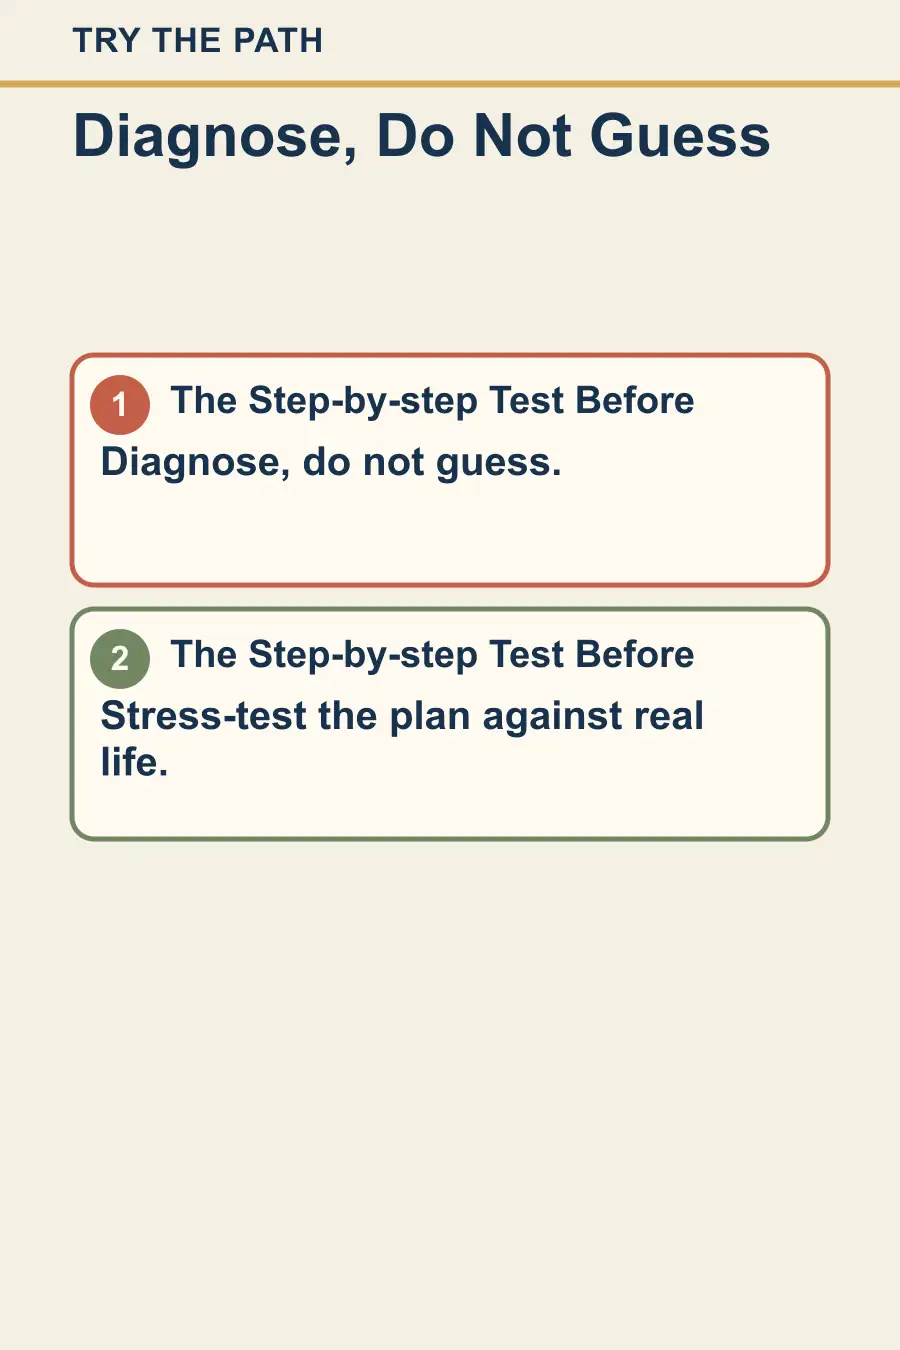 TRY THE PATH
Diagnose, Do Not Guess
1 The Step-by-step Test Before
Diagnose, do not guess.
2 The Step-by-step Test Before
Stress-test the plan against real
life.